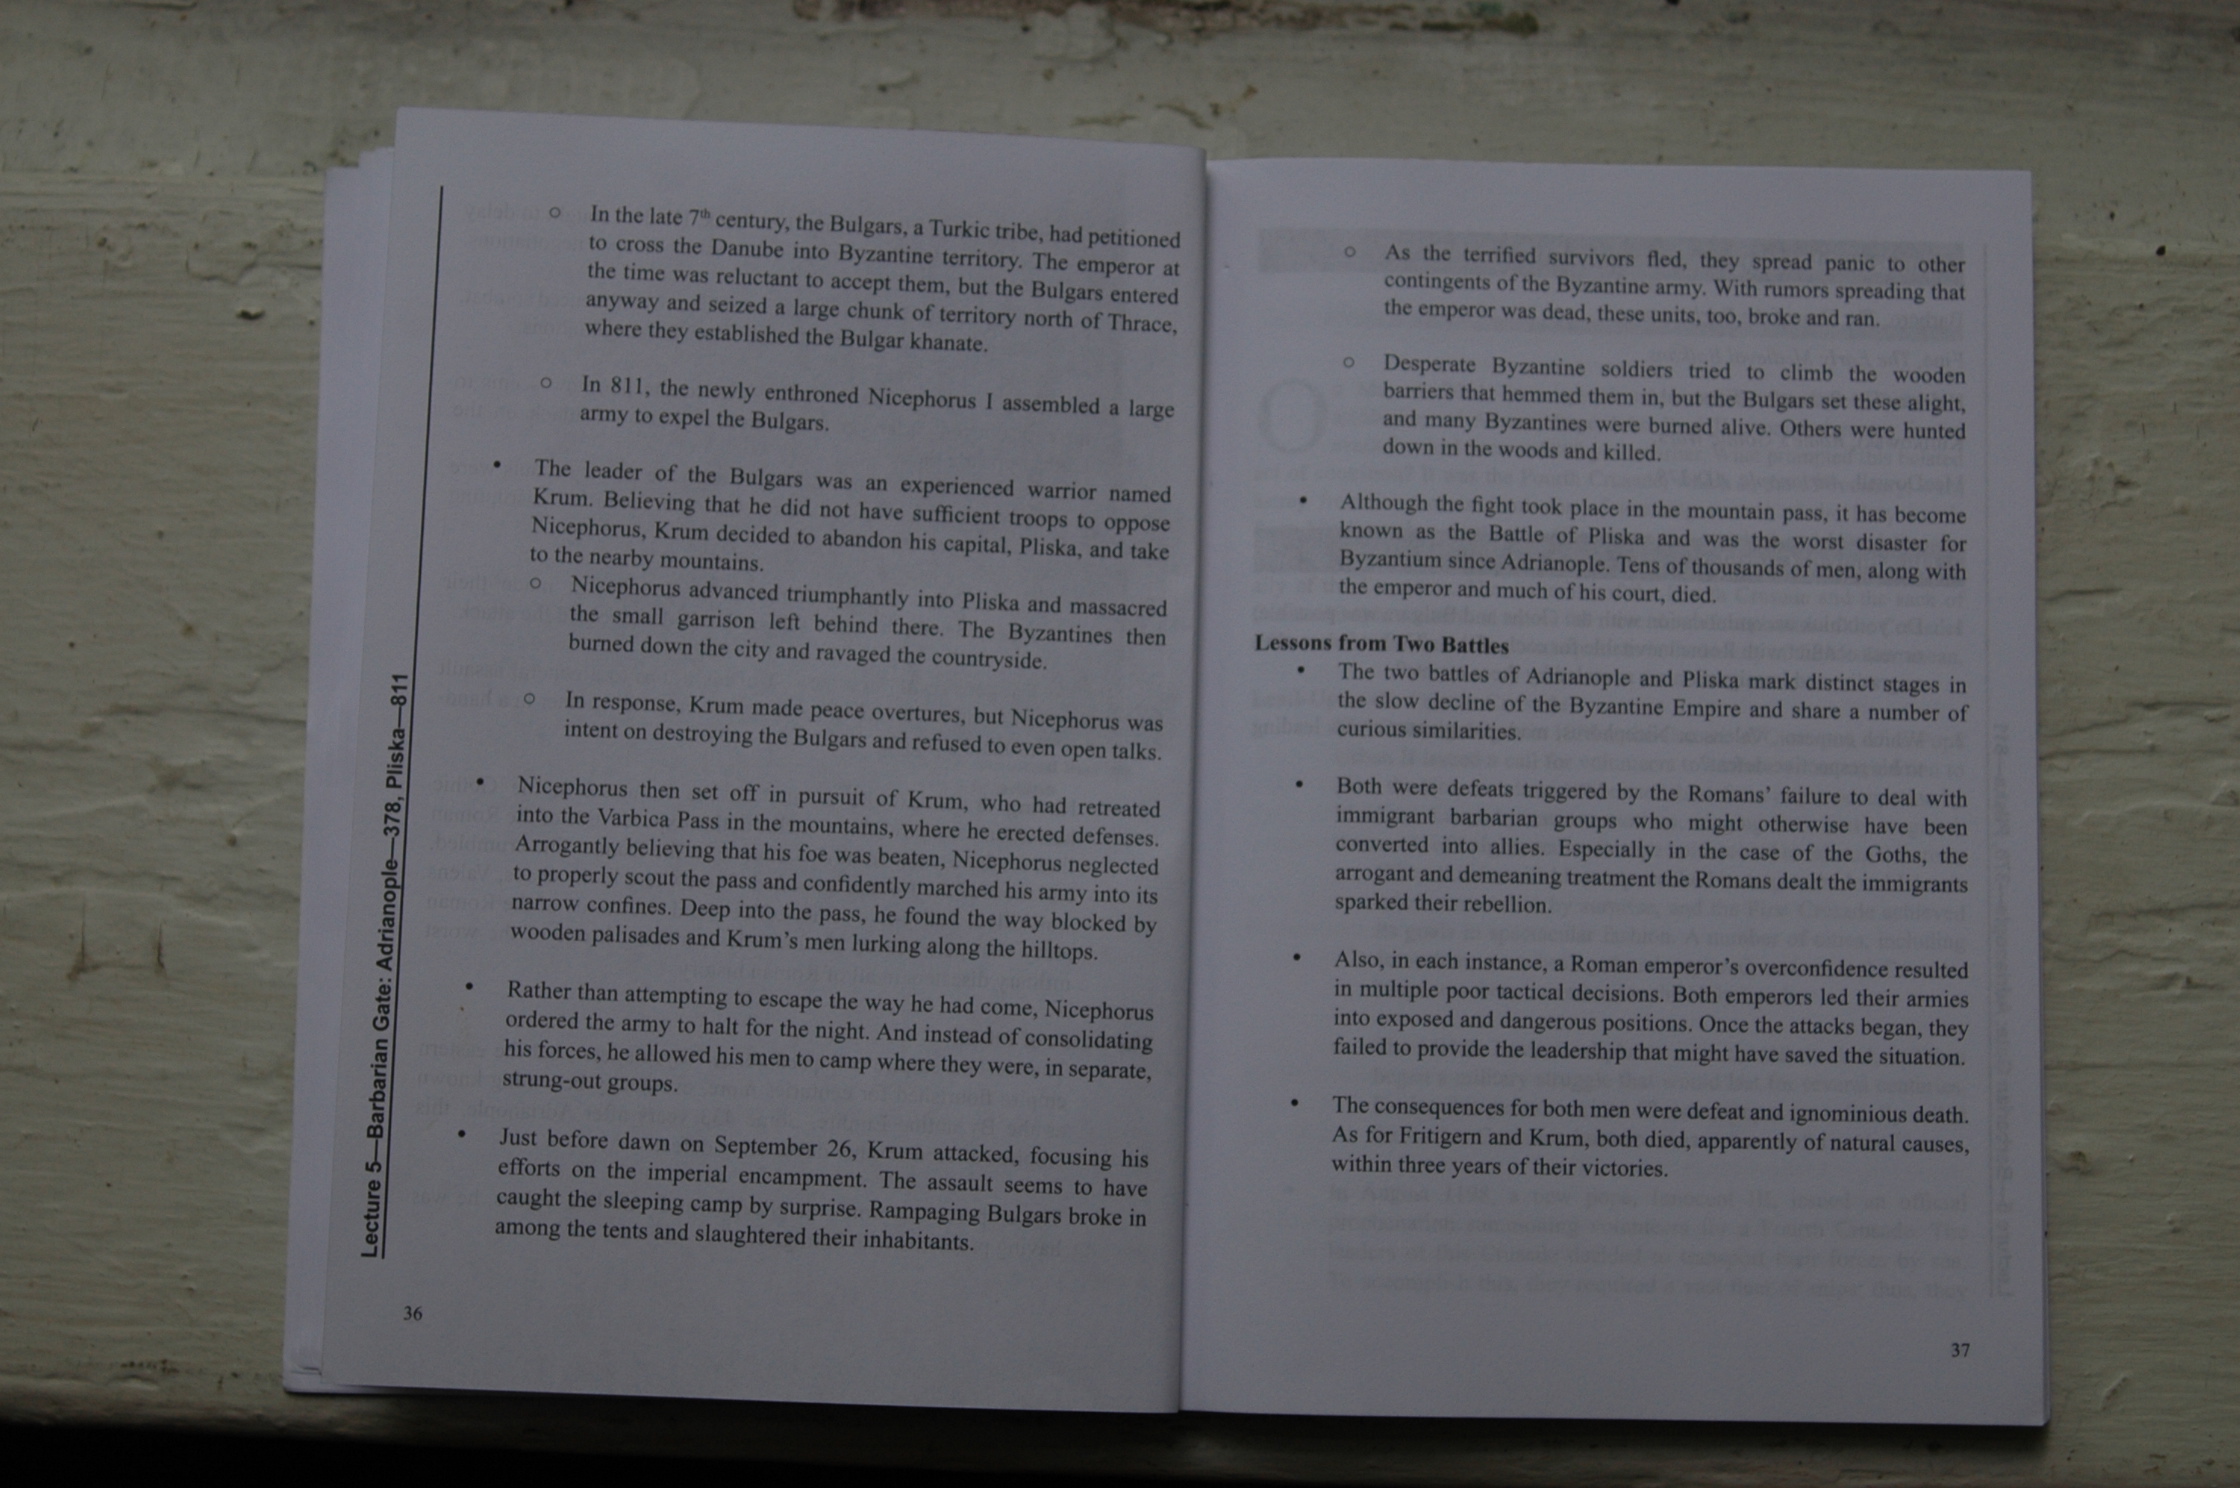 Lecture 5—Barbarian Gate: Adrianople—378, Pliska—811
○ In the late 7th century, the Bulgars, a Turkic tribe, had petitioned
to cross the Danube into Byzantine territory. The emperor at
the time was reluctant to accept them, but the Bulgars entered
anyway and seized a large chunk of territory north of Thrace,
where they established the Bulgar khanate.
○ In 811, the newly enthroned Nicephorus I assembled a large
army to expel the Bulgars.
• The leader of the Bulgars was an experienced warrior named
Krum. Believing that he did not have sufficient troops to oppose
Nicephorus, Krum decided to abandon his capital, Pliska, and take
to the nearby mountains.
○ Nicephorus advanced triumphantly into Pliska and massacred
the small garrison left behind there. The Byzantines then
burned down the city and ravaged the countryside.
○ In response, Krum made peace overtures, but Nicephorus was
intent on destroying the Bulgars and refused to even open talks.
• Nicephorus then set off in pursuit of Krum, who had retreated
into the Varbica Pass in the mountains, where he erected defenses.
Arrogantly believing that his foe was beaten, Nicephorus neglected
to properly scout the pass and confidently marched his army into its
narrow confines. Deep into the pass, he found the way blocked by
wooden palisades and Krum's men lurking along the hilltops.
• Rather than attempting to escape the way he had come, Nicephorus
ordered the army to halt for the night. And instead of consolidating
his forces, he allowed his men to camp where they were, in separate,
strung-out groups.
• Just before dawn on September 26, Krum attacked, focusing his
efforts on the imperial encampment. The assault seems to have
caught the sleeping camp by surprise. Rampaging Bulgars broke in
among the tents and slaughtered their inhabitants.
36
○ As the terrified survivors fled, they spread panic to other
contingents of the Byzantine army. With rumors spreading that
the emperor was dead, these units, too, broke and ran.
○ Desperate Byzantine soldiers tried to climb the wooden
barriers that hemmed them in, but the Bulgars set these alight,
and many Byzantines were burned alive. Others were hunted
down in the woods and killed.
• Although the fight took place in the mountain pass, it has become
known as the Battle of Pliska and was the worst disaster for
Byzantium since Adrianople. Tens of thousands of men, along with
the emperor and much of his court, died.
Lessons from Two Battles
• The two battles of Adrianople and Pliska mark distinct stages in
the slow decline of the Byzantine Empire and share a number of
curious similarities.
• Both were defeats triggered by the Romans' failure to deal with
immigrant barbarian groups who might otherwise have been
converted into allies. Especially in the case of the Goths, the
arrogant and demeaning treatment the Romans dealt the immigrants
sparked their rebellion.
• Also, in each instance, a Roman emperor's overconfidence resulted
in multiple poor tactical decisions. Both emperors led their armies
into exposed and dangerous positions. Once the attacks began, they
failed to provide the leadership that might have saved the situation.
• The consequences for both men were defeat and ignominious death.
As for Fritigern and Krum, both died, apparently of natural causes,
within three years of their victories.
37